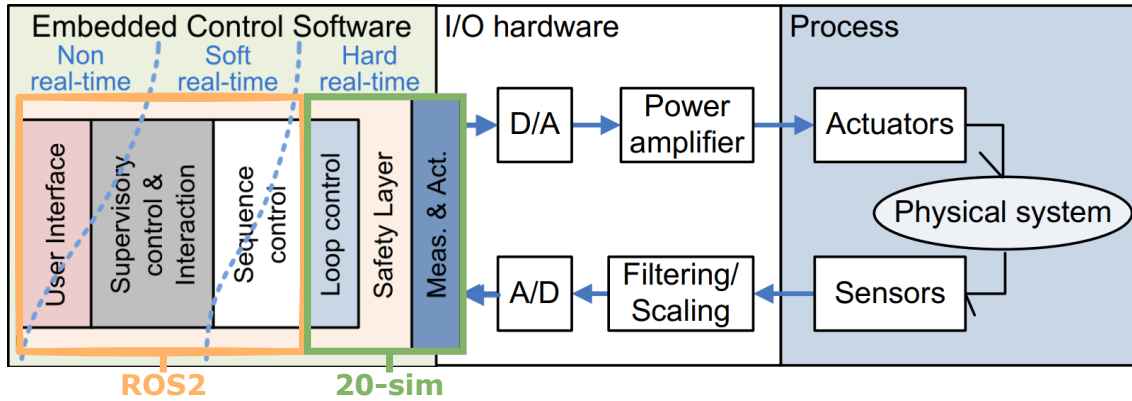 Embedded Control Software
Non
real-time
Soft
real-time
Hard
real-time
User Interface
Supervisory
control &
Interaction
Sequence
control
Loop control
Safety Layer
Meas. & Act.
ROS2
20-sim
I/O hardware
D/A
Power
amplifier
A/D
Filtering/
Scaling
Process
Actuators
Physical system
Sensors